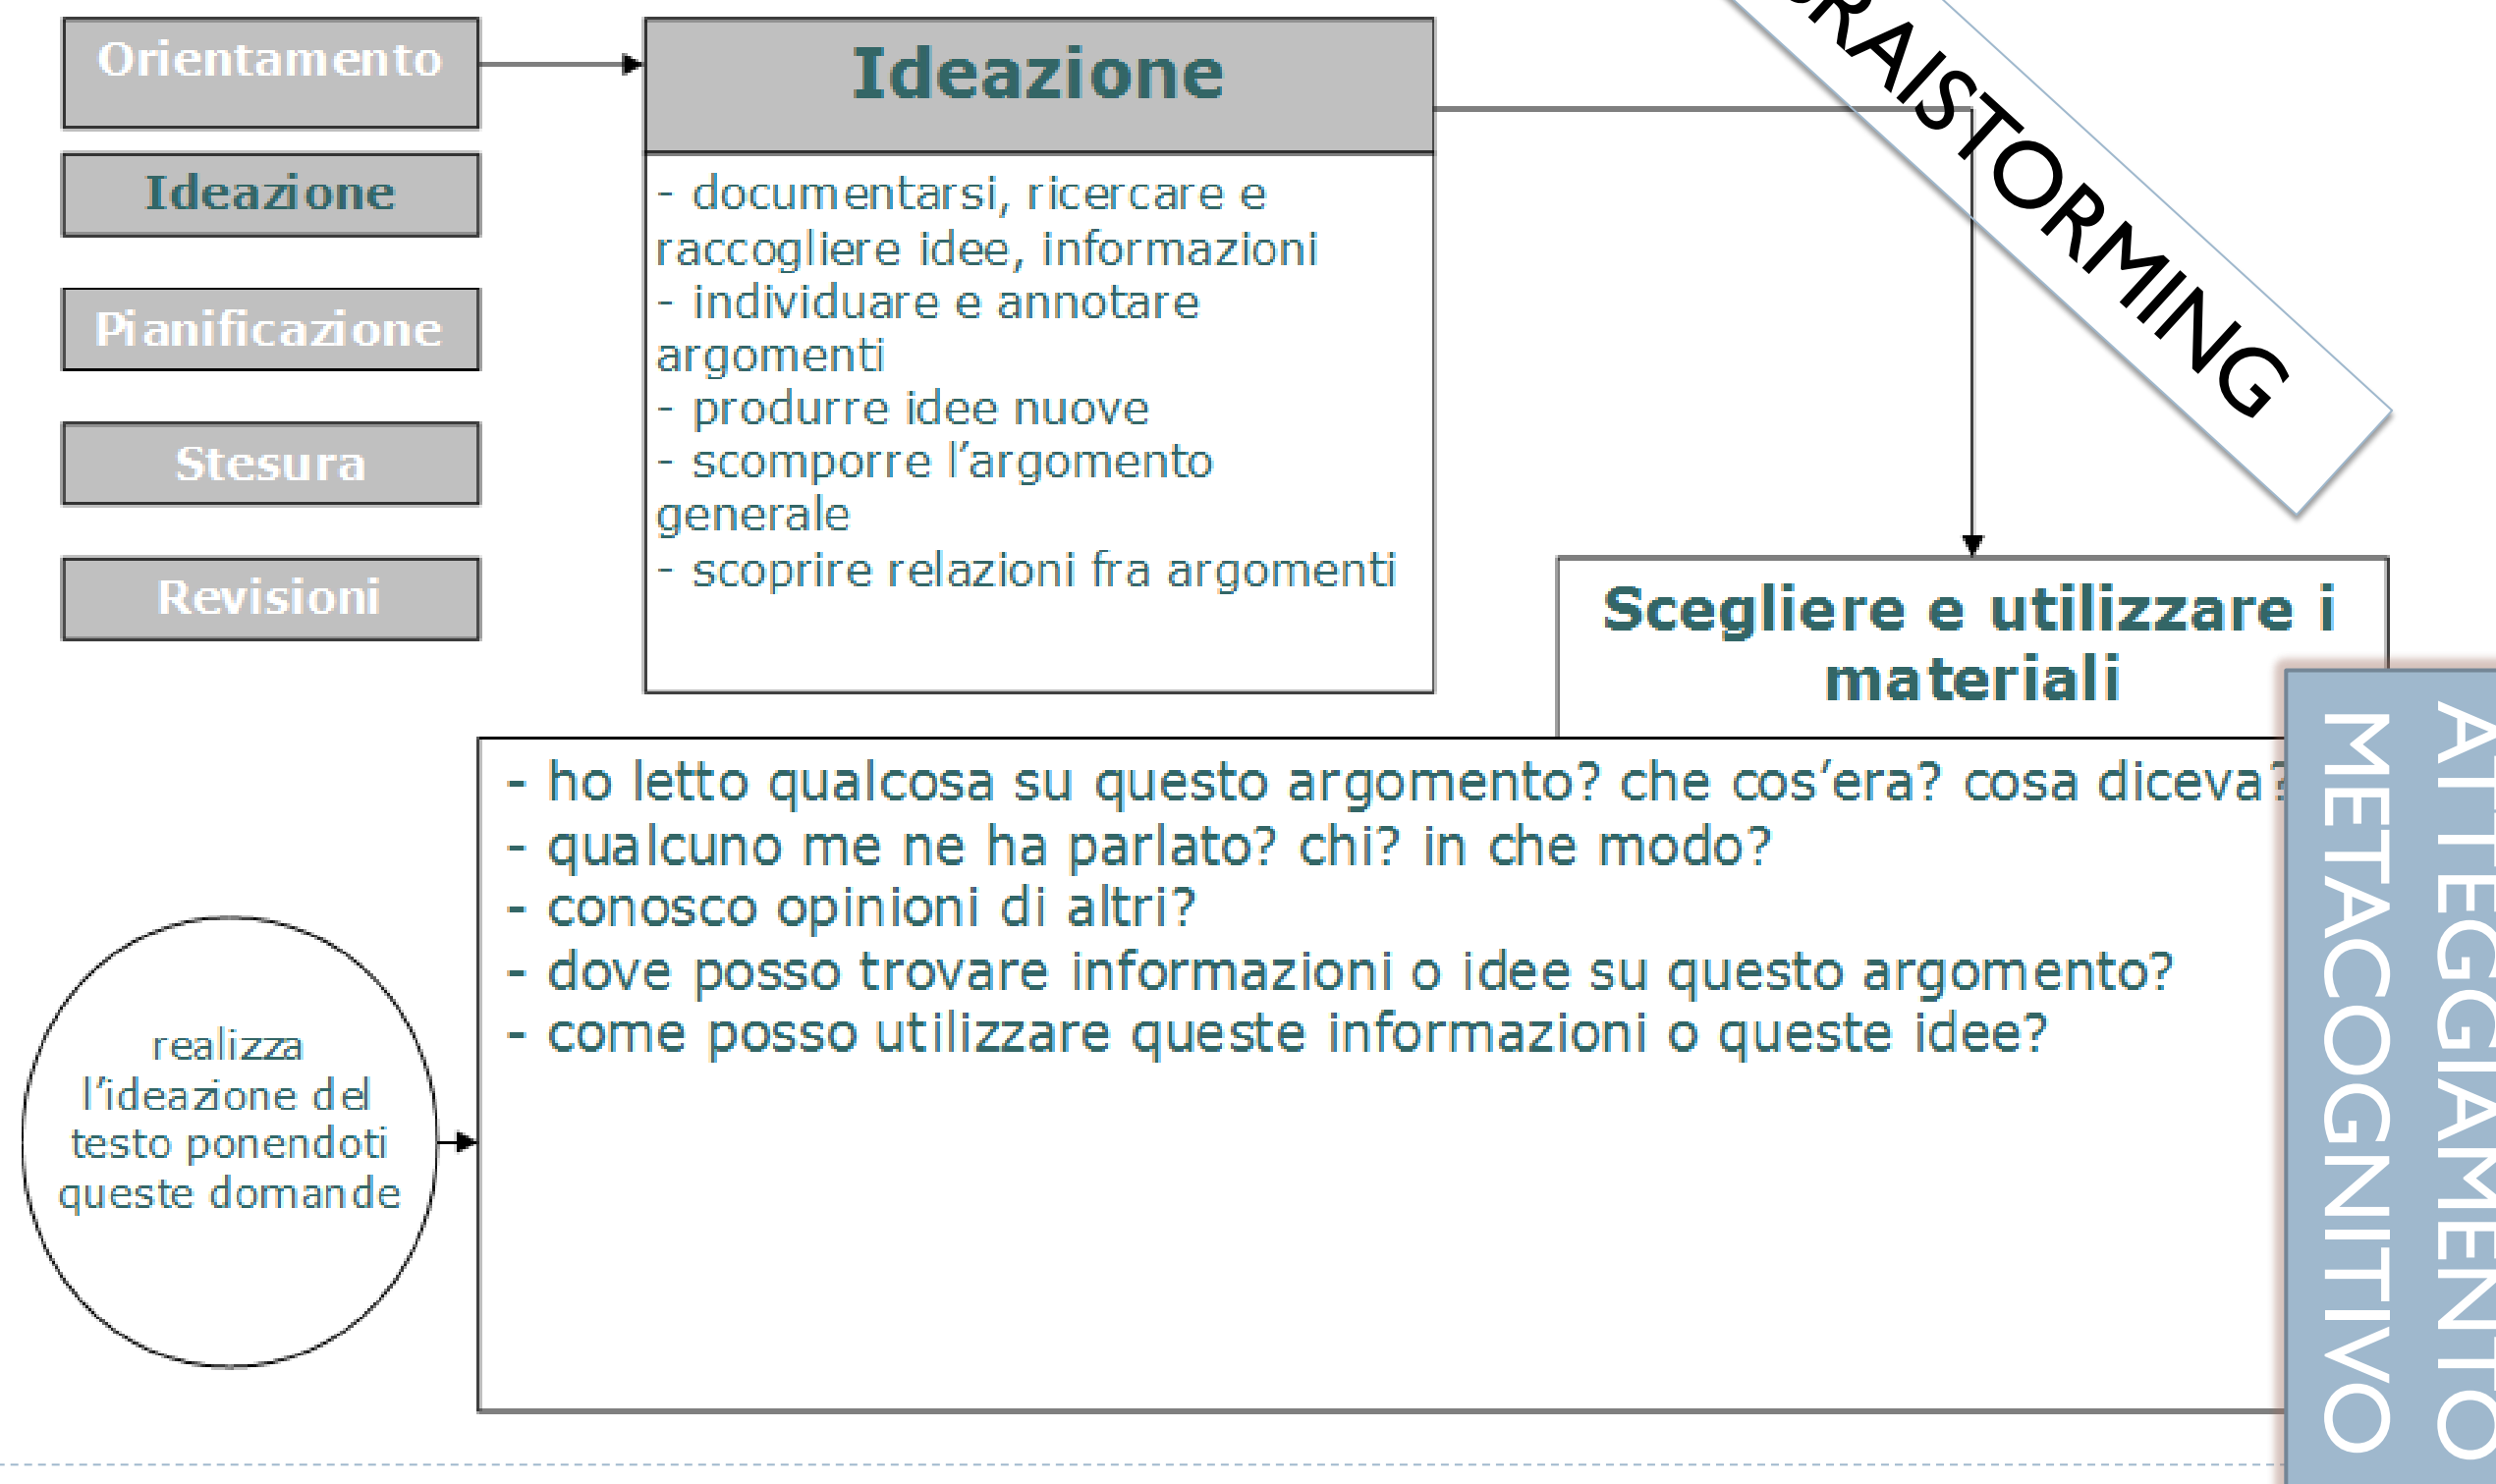 Orientamento
Ideazione
Pianificazione
Stesura
Revisioni
Ideazione
- documentarsi, ricercare e
raccogliere idee, informazioni
- individuare e annotare
argomenti
- produrre idee nuove
- scomporre l’argomento
generale
- scoprire relazioni fra argomenti
BRAISTORMING
Scegliere e utilizzare i
materiali
realizza
l’ideazione del
testo ponendoti
queste domande
- ho letto qualcosa su questo argomento? che cos’era? cosa diceva?
- qualcuno me ne ha parlato? chi? in che modo?
- conosco opinioni di altri?
- dove posso trovare informazioni o idee su questo argomento?
- come posso utilizzare queste informazioni o queste idee?
ATTEGGIAMENTO
METACOGNITIVO